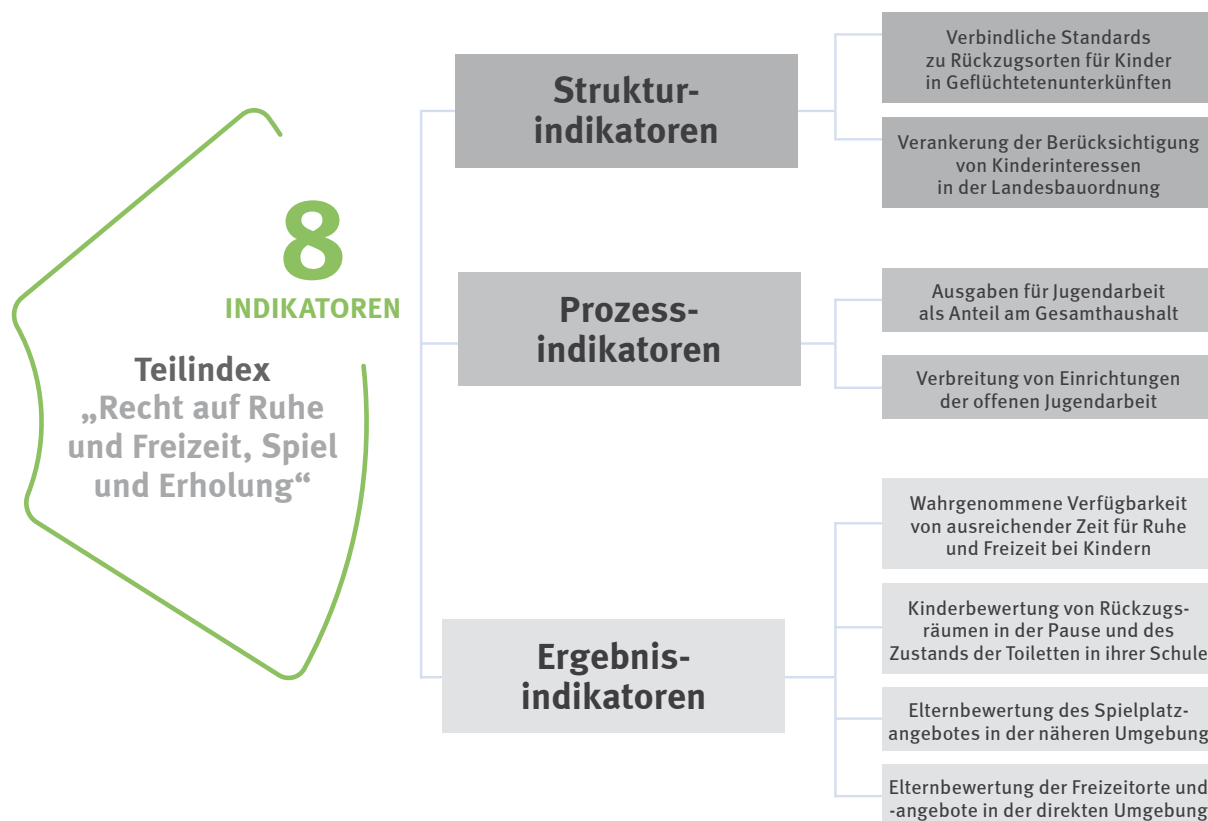 8
INDIKATOREN
Teilindex
„Recht auf Ruhe
und Freizeit, Spiel
und Erholung“
Struktur-
indikatoren
Verbindliche Standards
zu Rückzugsorten für Kinder
in Geflüchtetenunterkünften
Verankerung der Berücksichtigung
von Kinderinteressen
in der Landesbauordnung
Prozess-
indikatoren
Ausgaben für Jugendarbeit
als Anteil am Gesamthaushalt
Verbreitung von Einrichtungen
der offenen Jugendarbeit
Ergebnis-
indikatoren
Wahrgenommene Verfügbarkeit
von ausreichender Zeit für Ruhe
und Freizeit bei Kindern
Kinderbewertung von Rückzugs-
räumen in der Pause und des
Zustands der Toiletten in ihrer Schule
Elternbewertung des Spielplatz-
angebotes in der näheren Umgebung
Elternbewertung der Freizeitorte und
-angebote in der direkten Umgebung